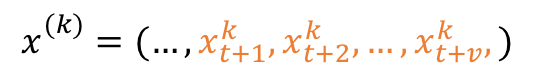 x^{(k)} = (…, x^k_{t+1}, x^k_{t+2}, …, x^k_{t+v}, )